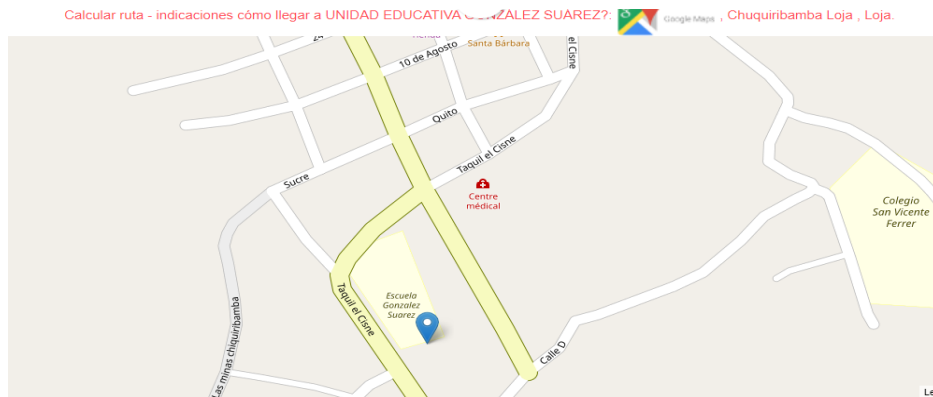 Calcular ruta - indicaciones cómo llegar a UNIDAD EDUCATIVA GONZALEZ SUAREZ?: Google Maps , Chuquiribamba Loja , Loja.
Tienda
Santa Bárbara
el Cisne
10 de Agosto
Quito
Taquil el Cisne
Sucre
Centre
médical
Colegio
San Vicente
Ferrer
Escuela
Gonzalez
Suarez
Taquil el Cisne
Las minas chiquiribamba
Calle D